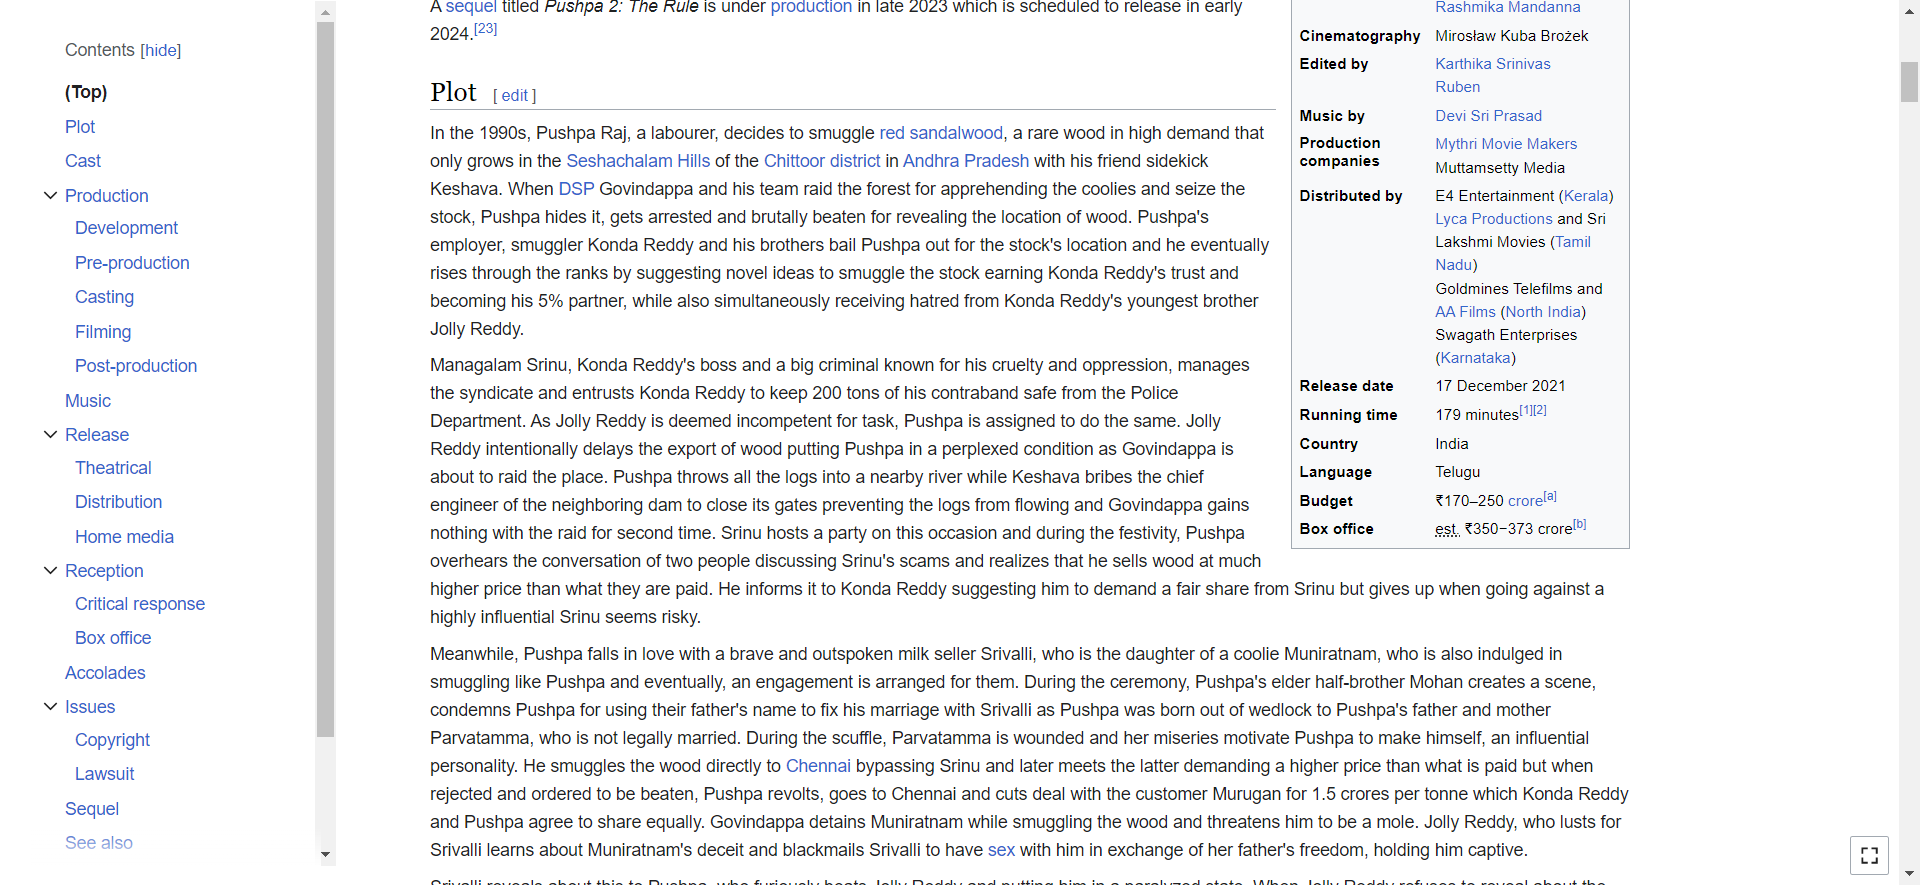 Contents [hide]
(Top)
Plot
Cast
Production
Development
Pre-production
Casting
Filming
Post-production
Music
Release
Theatrical
Distribution
Home media
Reception
Critical response
Box office
Accolades
Issues
Copyright
Lawsuit
Sequel
See also
A sequel titled Pushpa 2: The Rule is under production in late 2023 which is scheduled to release in early
2024.[23]
Plot [ edit ]
In the 1990s, Pushpa Raj, a labourer, decides to smuggle red sandalwood, a rare wood in high demand that
only grows in the Seshachalam Hills of the Chittoor district in Andhra Pradesh with his friend sidekick
Keshava. When DSP Govindappa and his team raid the forest for apprehending the coolies and seize the
stock, Pushpa hides it, gets arrested and brutally beaten for revealing the location of wood. Pushpa's
employer, smuggler Konda Reddy and his brothers bail Pushpa out for the stock's location and he eventually
rises through the ranks by suggesting novel ideas to smuggle the stock earning Konda Reddy's trust and
becoming his 5% partner, while also simultaneously receiving hatred from Konda Reddy's youngest brother
Jolly Reddy.
Managalam Srinu, Konda Reddy's boss and a big criminal known for his cruelty and oppression, manages
the syndicate and entrusts Konda Reddy to keep 200 tons of his contraband safe from the Police
Department. As Jolly Reddy is deemed incompetent for task, Pushpa is assigned to do the same. Jolly
Reddy intentionally delays the export of wood putting Pushpa in a perplexed condition as Govindappa is
about to raid the place. Pushpa throws all the logs into a nearby river while Keshava bribes the chief
engineer of the neighboring dam to close its gates preventing the logs from flowing and Govindappa gains
nothing with the raid for second time. Srinu hosts a party on this occasion and during the festivity, Pushpa
overhears the conversation of two people discussing Srinu's scams and realizes that he sells wood at much
higher price than what they are paid. He informs it to Konda Reddy suggesting him to demand a fair share from Srinu but gives up when going against a
highly influential Srinu seems risky.
Meanwhile, Pushpa falls in love with a brave and outspoken milk seller Srivalli, who is the daughter of a coolie Muniratnam, who is also indulged in
smuggling like Pushpa and eventually, an engagement is arranged for them. During the ceremony, Pushpa's elder half-brother Mohan creates a scene,
condemns Pushpa for using their father's name to fix his marriage with Srivalli as Pushpa was born out of wedlock to Pushpa's father and mother
Parvatamma, who is not legally married. During the scuffle, Parvatamma is wounded and her miseries motivate Pushpa to make himself, an influential
personality. He smuggles the wood directly to Chennai bypassing Srinu and later meets the latter demanding a higher price than what is paid but when
rejected and ordered to be beaten, Pushpa revolts, goes to Chennai and cuts deal with the customer Murugan for 1.5 crores per tonne which Konda Reddy
and Pushpa agree to share equally. Govindappa detains Muniratnam while smuggling the wood and threatens him to be a mole. Jolly Reddy, who lusts for
Srivalli learns about Muniratnam's deceit and blackmails Srivalli to have sex with him in exchange of her father's freedom, holding him captive.
Srivalli reveals about this to Pushpa, who furiously beats Jolly Reddy and putting him in a paralyzed state. When Jolly Reddy refuses to reveal about the
Rashmika Mandanna
Cinematography Mirosław Kuba Brożek
Edited by Karthika Srinivas
Ruben
Music by Devi Sri Prasad
Production companies Mythri Movie Makers
Muttamsetty Media
Distributed by E4 Entertainment (Kerala)
Lyca Productions and Sri
Lakshmi Movies (Tamil
Nadu)
Goldmines Telefilms and
AA Films (North India)
Swagath Enterprises
(Karnataka)
Release date 17 December 2021
Running time 179 minutes[1][2]
Country India
Language Telugu
Budget ₹170–250 crore[a]
Box office est. ₹350−373 crore[b]